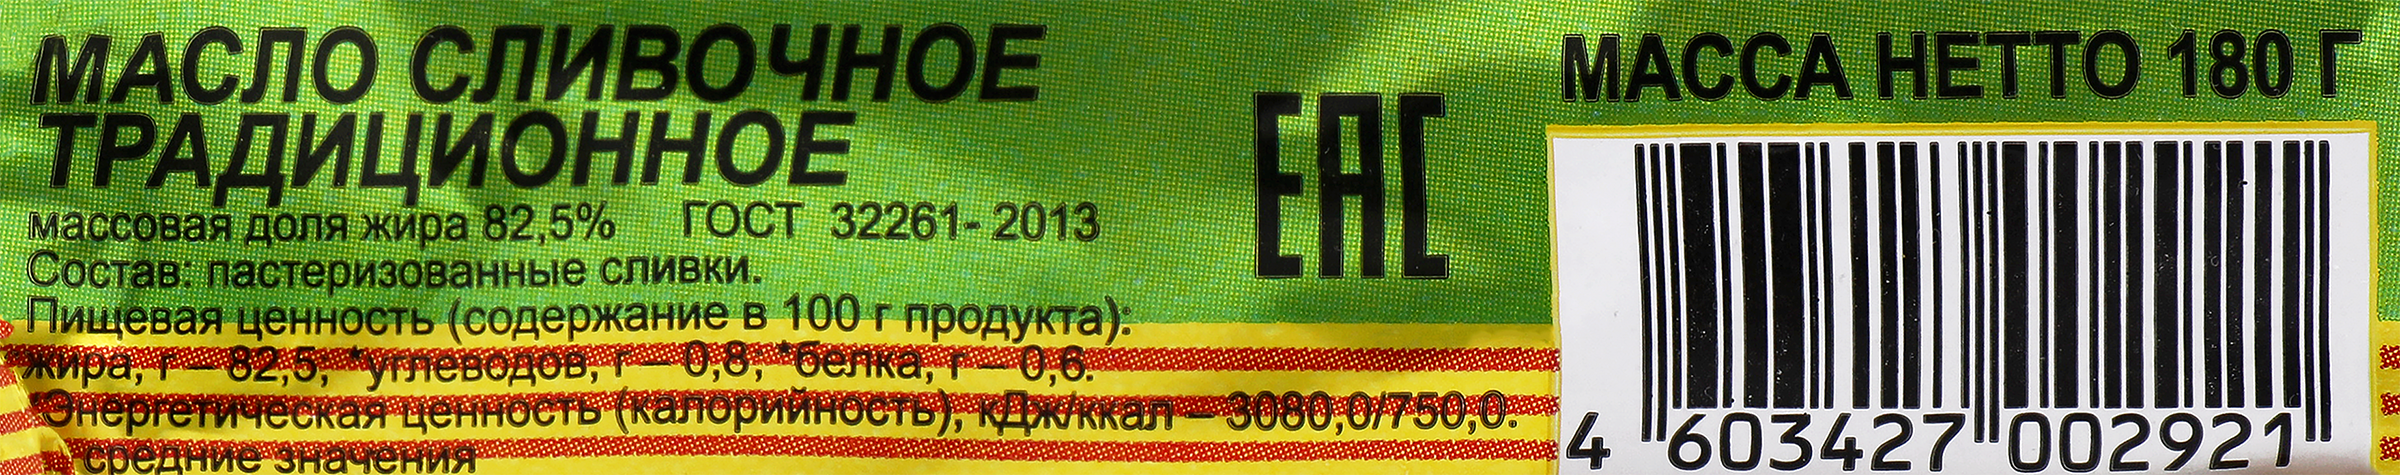 МАСЛО СЛИВОЧНОЕ
ТРАДИЦИОННОЕ
массовая доля жира 82,5% ГОСТ 32261- 2013
Состав: пастеризованные сливки.
Пищевая ценность (содержание в 100 г продукта):
жира, г – 82,5; *углеводов, г – 0,8; *белка, г – 0,6.
*Энергетическая ценность (калорийность), кДж/ккал – 3080,0/750,0.
средние значения
ЕАС
МАССА НЕТТО 180 Г
4 603427 002921